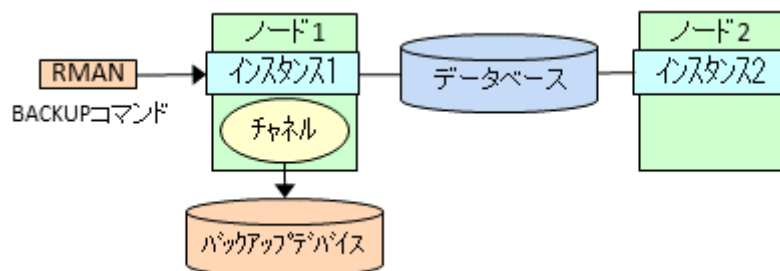 ノード1
ノード2
RMAN
インスタンス1
データベース
インスタンス2
BACKUPコマンド
チャネル
バックアップデバイス